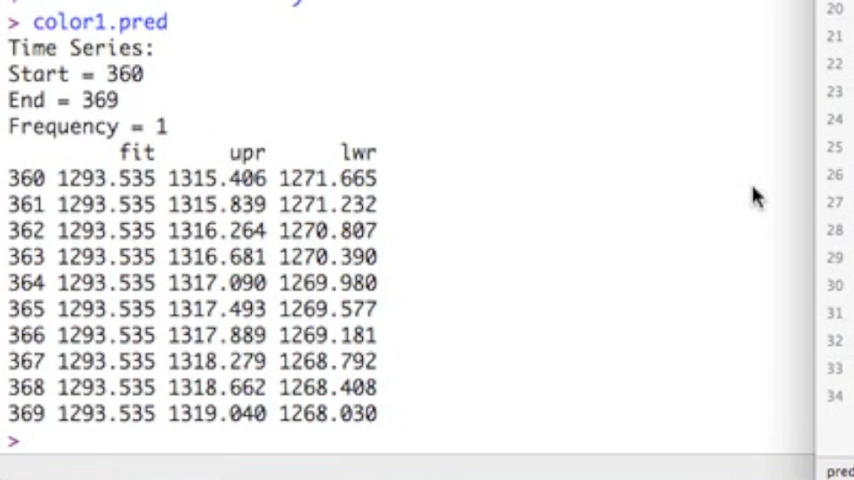 > color1.pred
Time Series:
Start = 360
End = 369
Frequency = 1
fit upr lwr
360 1293.535 1315.406 1271.665
361 1293.535 1315.839 1271.232
362 1293.535 1316.264 1270.807
363 1293.535 1316.681 1270.390
364 1293.535 1317.090 1269.980
365 1293.535 1317.493 1269.577
366 1293.535 1317.889 1269.181
367 1293.535 1318.279 1268.792
368 1293.535 1318.662 1268.408
369 1293.535 1319.040 1268.030
>
20
21
22
23
24
25
26
27
28
29
30
31
32
33
34
pred